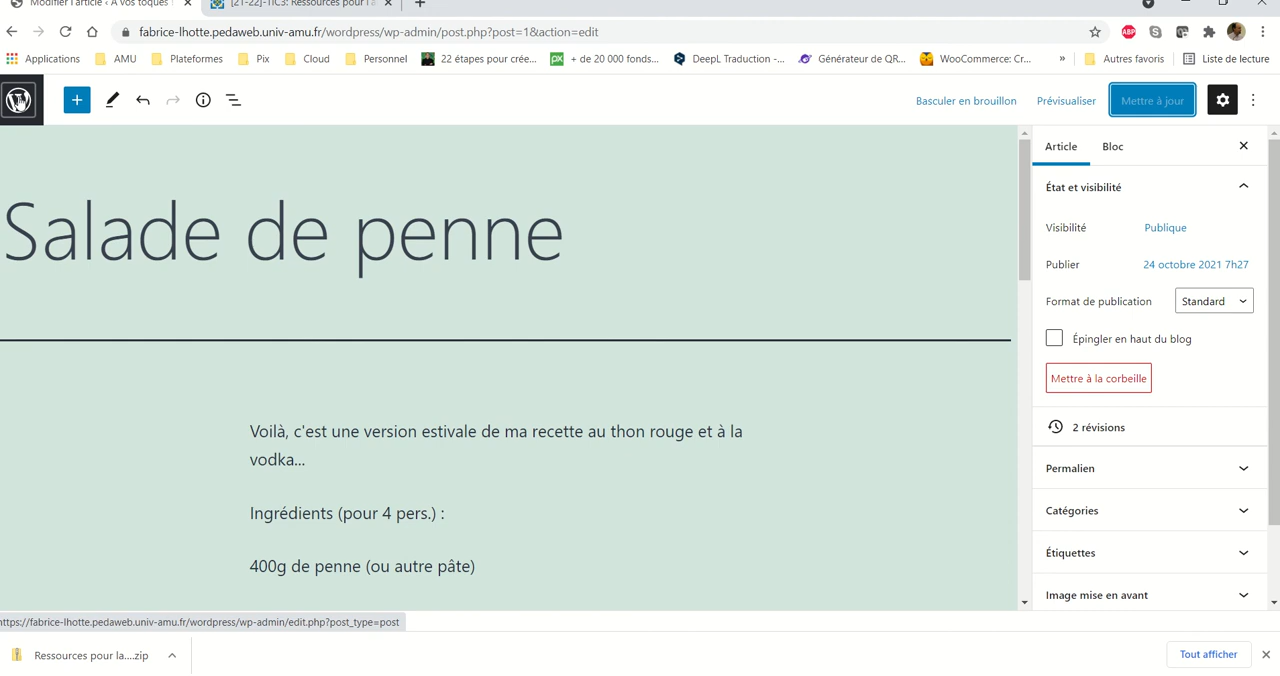 Modifier l'article ‹ A vos toques
[21-22]-TIC3: Ressources pour l'a
fabrice-lhotte.pedaweb.univ-amu.fr/wordpress/wp-admin/post.php?post=1&action=edit
ABP
Applications AMU Plateformes Pix Cloud Personnel 22 étapes pour crée... px + de 20 000 fonds... DeepL Traduction -... Générateur de QR... WooCommerce: Cr... » Autres favoris Liste de lecture
Basculer en brouillon Prévisualiser Mettre à jour
Article Bloc
État et visibilité
Visibilité Publique
Publier 24 octobre 2021 7h27
Format de publication Standard
Épingler en haut du blog
Mettre à la corbeille
2 révisions
Permalien
Catégories
Étiquettes
Image mise en avant
Salade de penne
Voilà, c'est une version estivale de ma recette au thon rouge et à la
vodka...
Ingrédients (pour 4 pers.) :
400g de penne (ou autre pâte)
https://fabrice-lhotte.pedaweb.univ-amu.fr/wordpress/wp-admin/edit.php?post_type=post
Ressources pour la....zip
Tout afficher